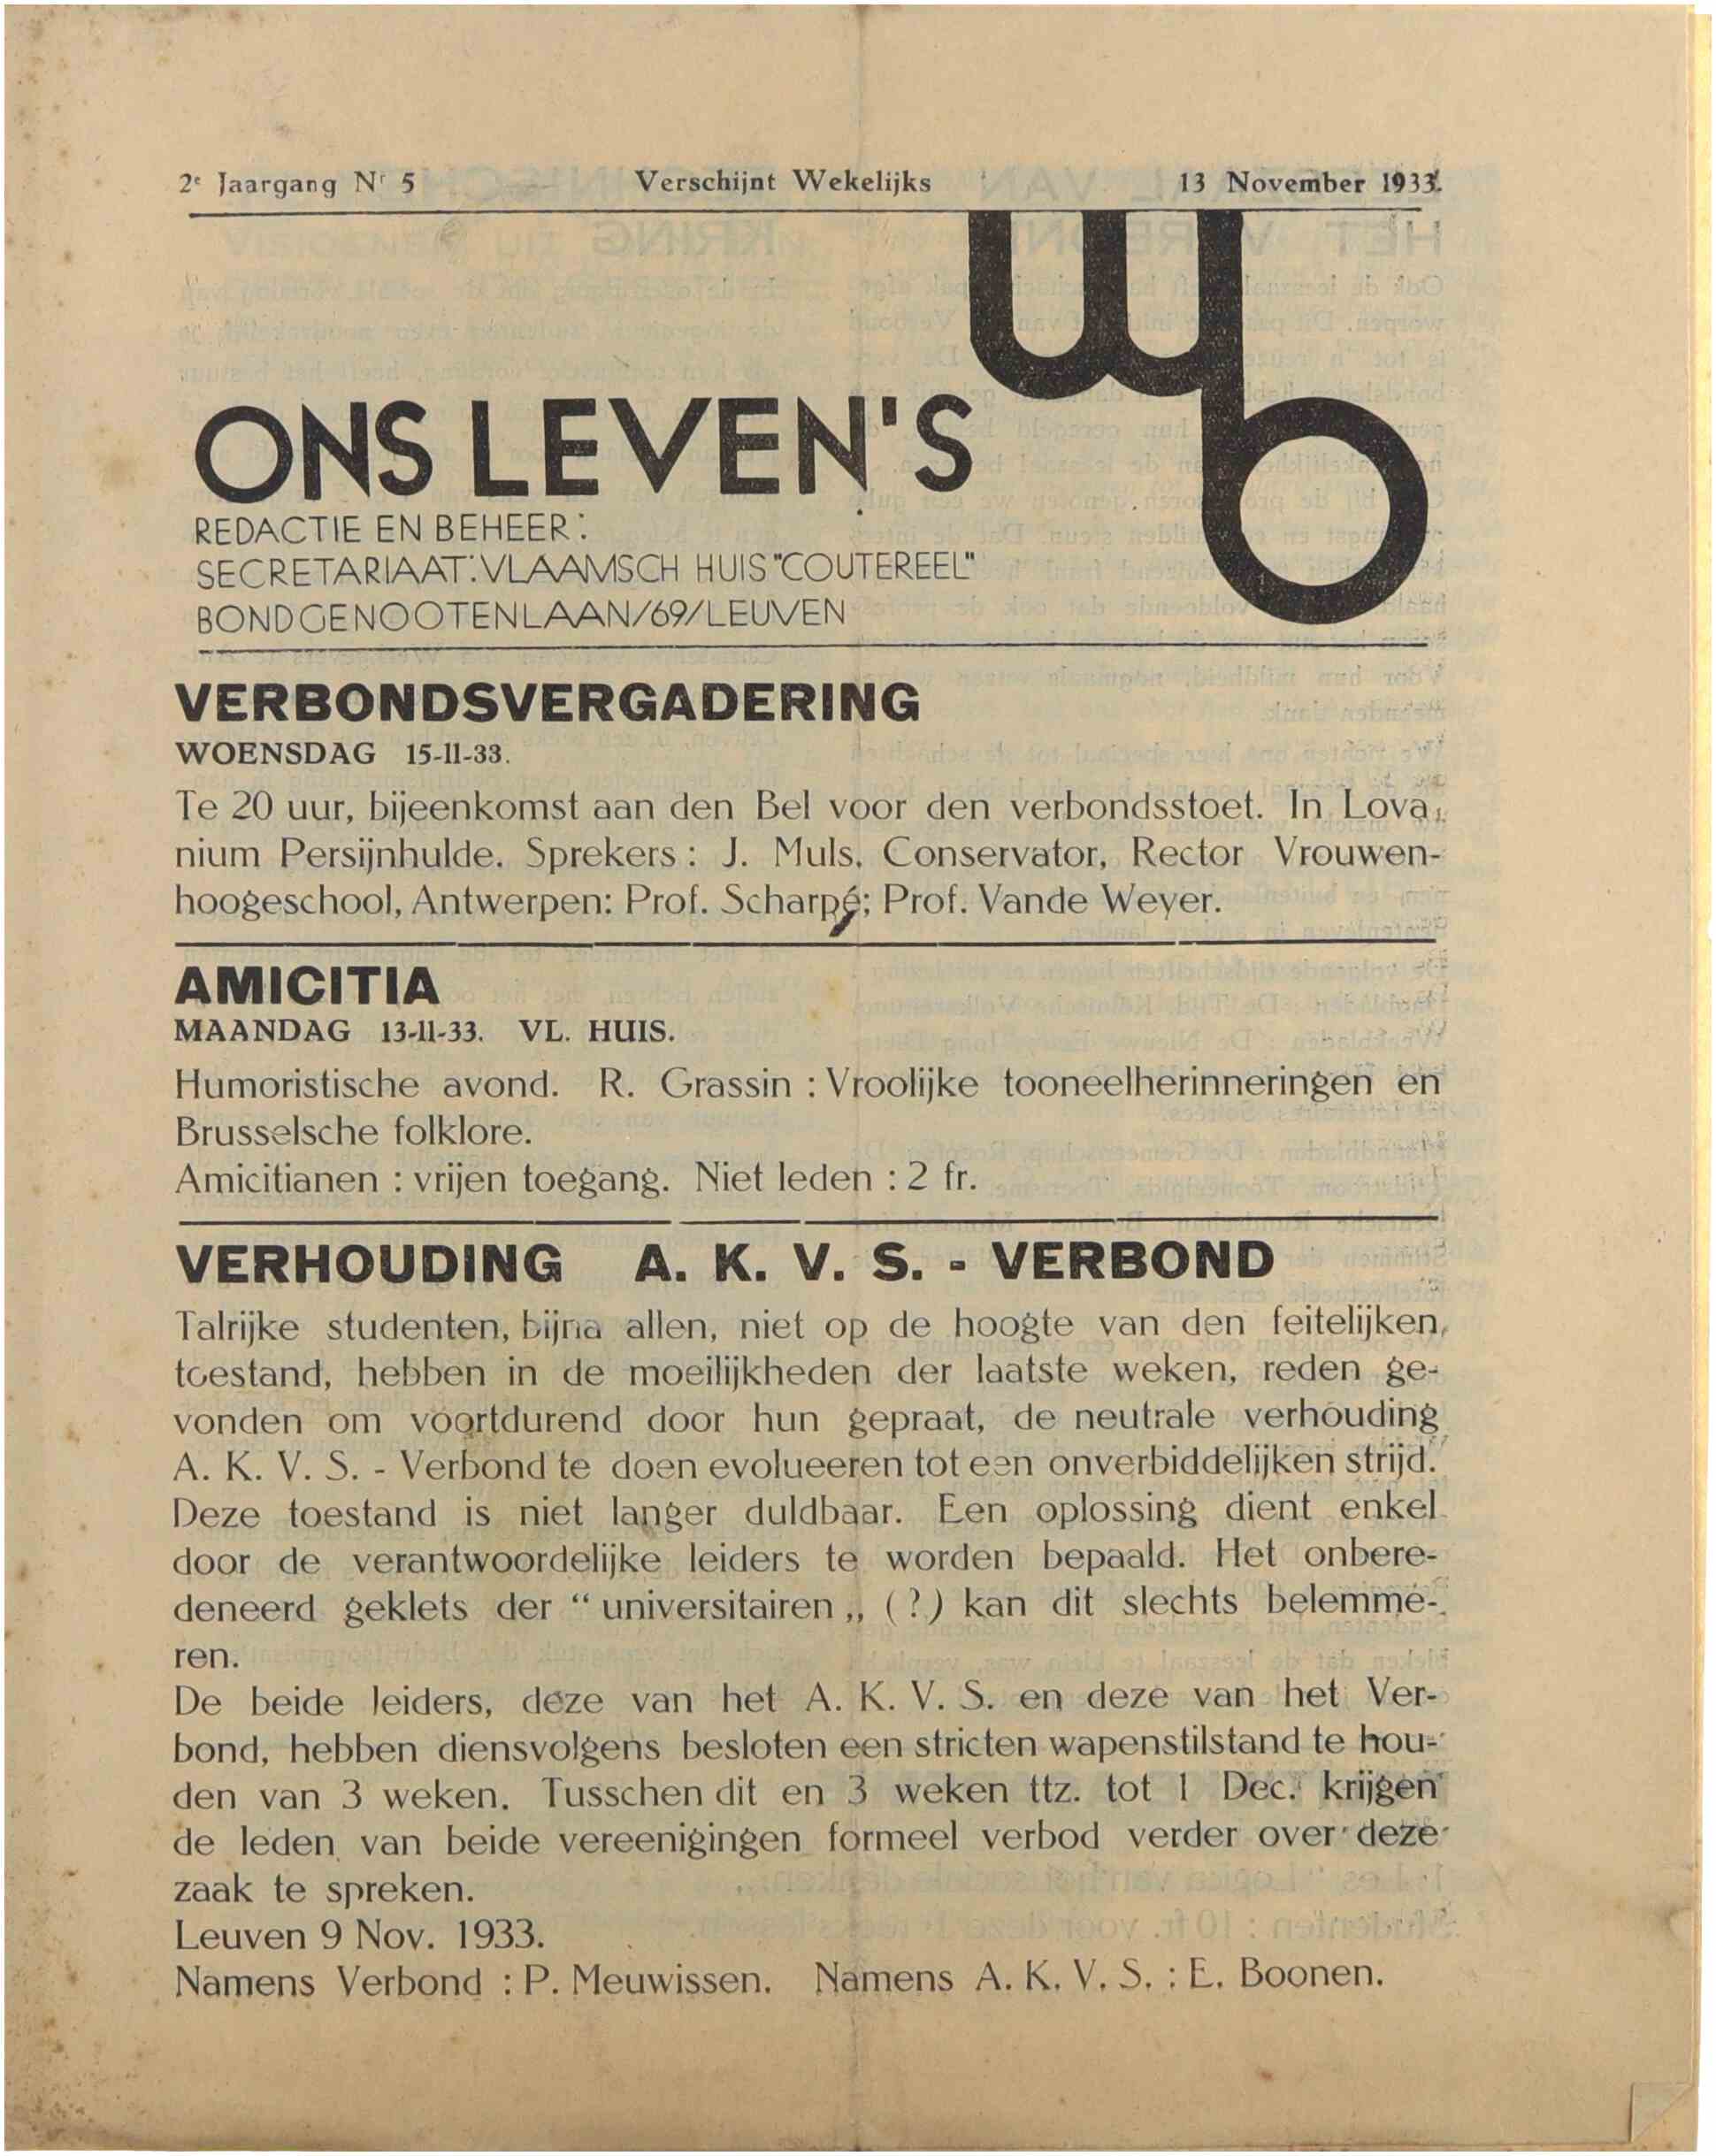 2e Jaargang Nr 5 Verschijnt Wekelijks 13 November 1933.
wb
ONS LEVEN'S
REDACTIE EN BEHEER:
SECRETARIAAT: VLAAMSCH HUIS "COUTEREEL"
BONDGENOOTENLAAN/69/LEUVEN
VERBONDSVERGADERING
WOENSDAG 15-11-33.
Te 20 uur, bijeenkomst aan den Bel voor den verbondsstoet. In Lova
nium Persijnhulde. Sprekers : J. Muls, Conservator, Rector Vrouwen-
hoogeschool, Antwerpen: Prof. Scharpé; Prof. Vande Weyer.
AMICITIA
MAANDAG 13-11-33. VL. HUIS.
Humoristische avond. R. Grassin : Vroolijke tooneelherinneringen en
Brusselsche folklore.
Amicitianen : vrijen toegang. Niet leden : 2 fr.
VERHOUDING A. K. V. S. - VERBOND
Talrijke studenten, bijna allen, niet op de hoogte van den feitelijken
toestand, hebben in de moeilijkheden der laatste weken, reden ge-
vonden om voortdurend door hun gepraat, de neutrale verhouding
A. K. V. S. - Verbond te doen evolueeren tot een onverbiddelijken strijd.
Deze toestand is niet langer duldbaar. Een oplossing dient enkel
door de verantwoordelijke leiders te worden bepaald. Het onbere-
deneerd geklets der “ universitairen „ ( ? ) kan dit slechts belemme-
ren.
De beide leiders, deze van het A. K. V. S. en deze van het Ver-
bond, hebben diensvolgens besloten een stricten wapenstilstand te hou-
den van 3 weken. Tusschen dit en 3 weken ttz. tot 1 Dec. krijgen
de leden van beide vereenigingen formeel verbod verder over deze
zaak te spreken.
Leuven 9 Nov. 1933.
Namens Verbond : P. Meuwissen. Namens A. K. V. S. : E. Boonen.